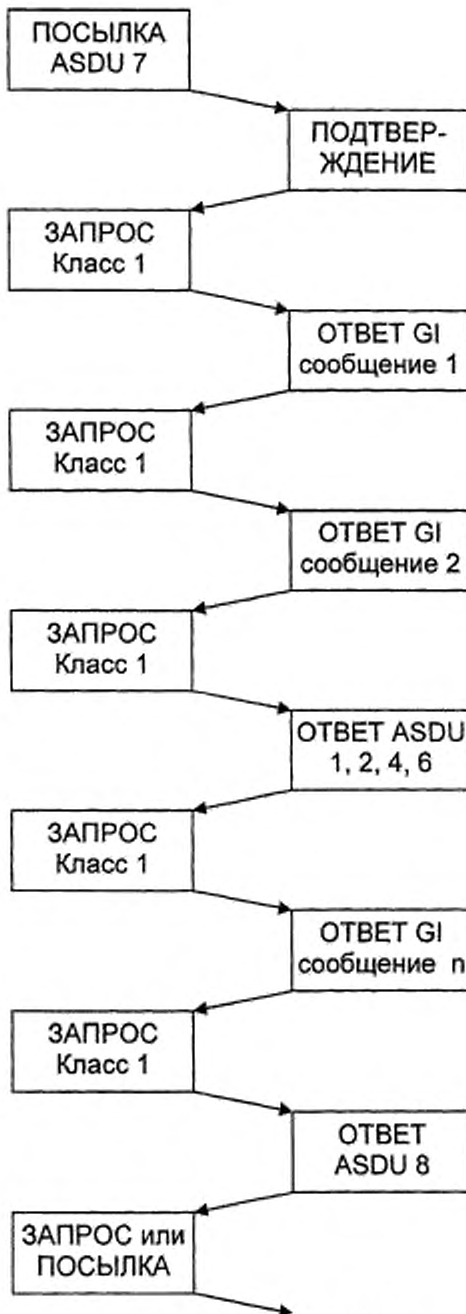 ПОСЫЛКА
ASDU 7
ПОДТВЕР-
ЖДЕНИЕ
ЗАПРОС
Класс 1
ОТВЕТ GI
сообщение 1
ЗАПРОС
Класс 1
ОТВЕТ GI
сообщение 2
ЗАПРОС
Класс 1
ОТВЕТ ASDU
1, 2, 4, 6
ЗАПРОС
Класс 1
ОТВЕТ GI
сообщение n
ЗАПРОС
Класс 1
ОТВЕТ
ASDU 8
ЗАПРОС или
ПОСЫЛКА